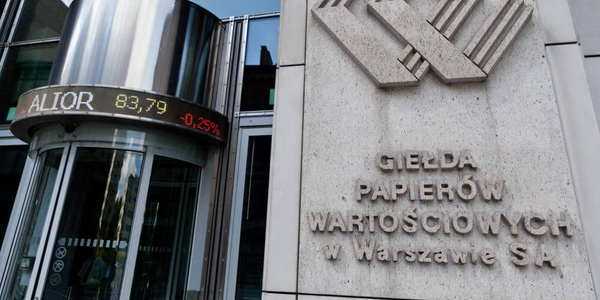 ALIOR 83,79 -0,25%
GIEŁDA
PAPIERÓW
WARTOŚCIOWYCH
w Warszawie SA